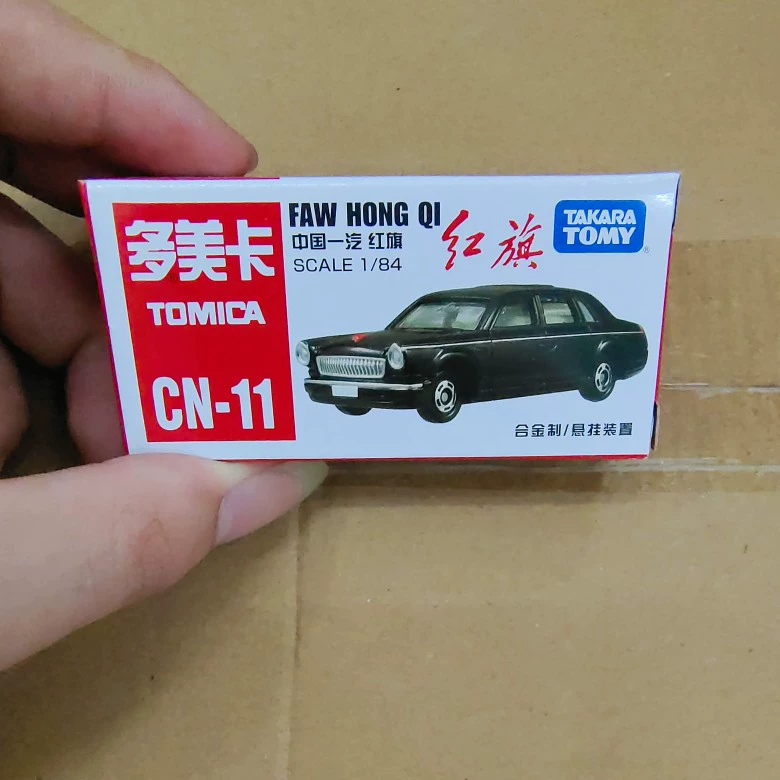 多美卡
TOMICA
CN-11
FAW HONG QI
中国一汽 红旗
SCALE 1/84
红旗
TAKARA
TOMY
®
合金制/悬挂装置